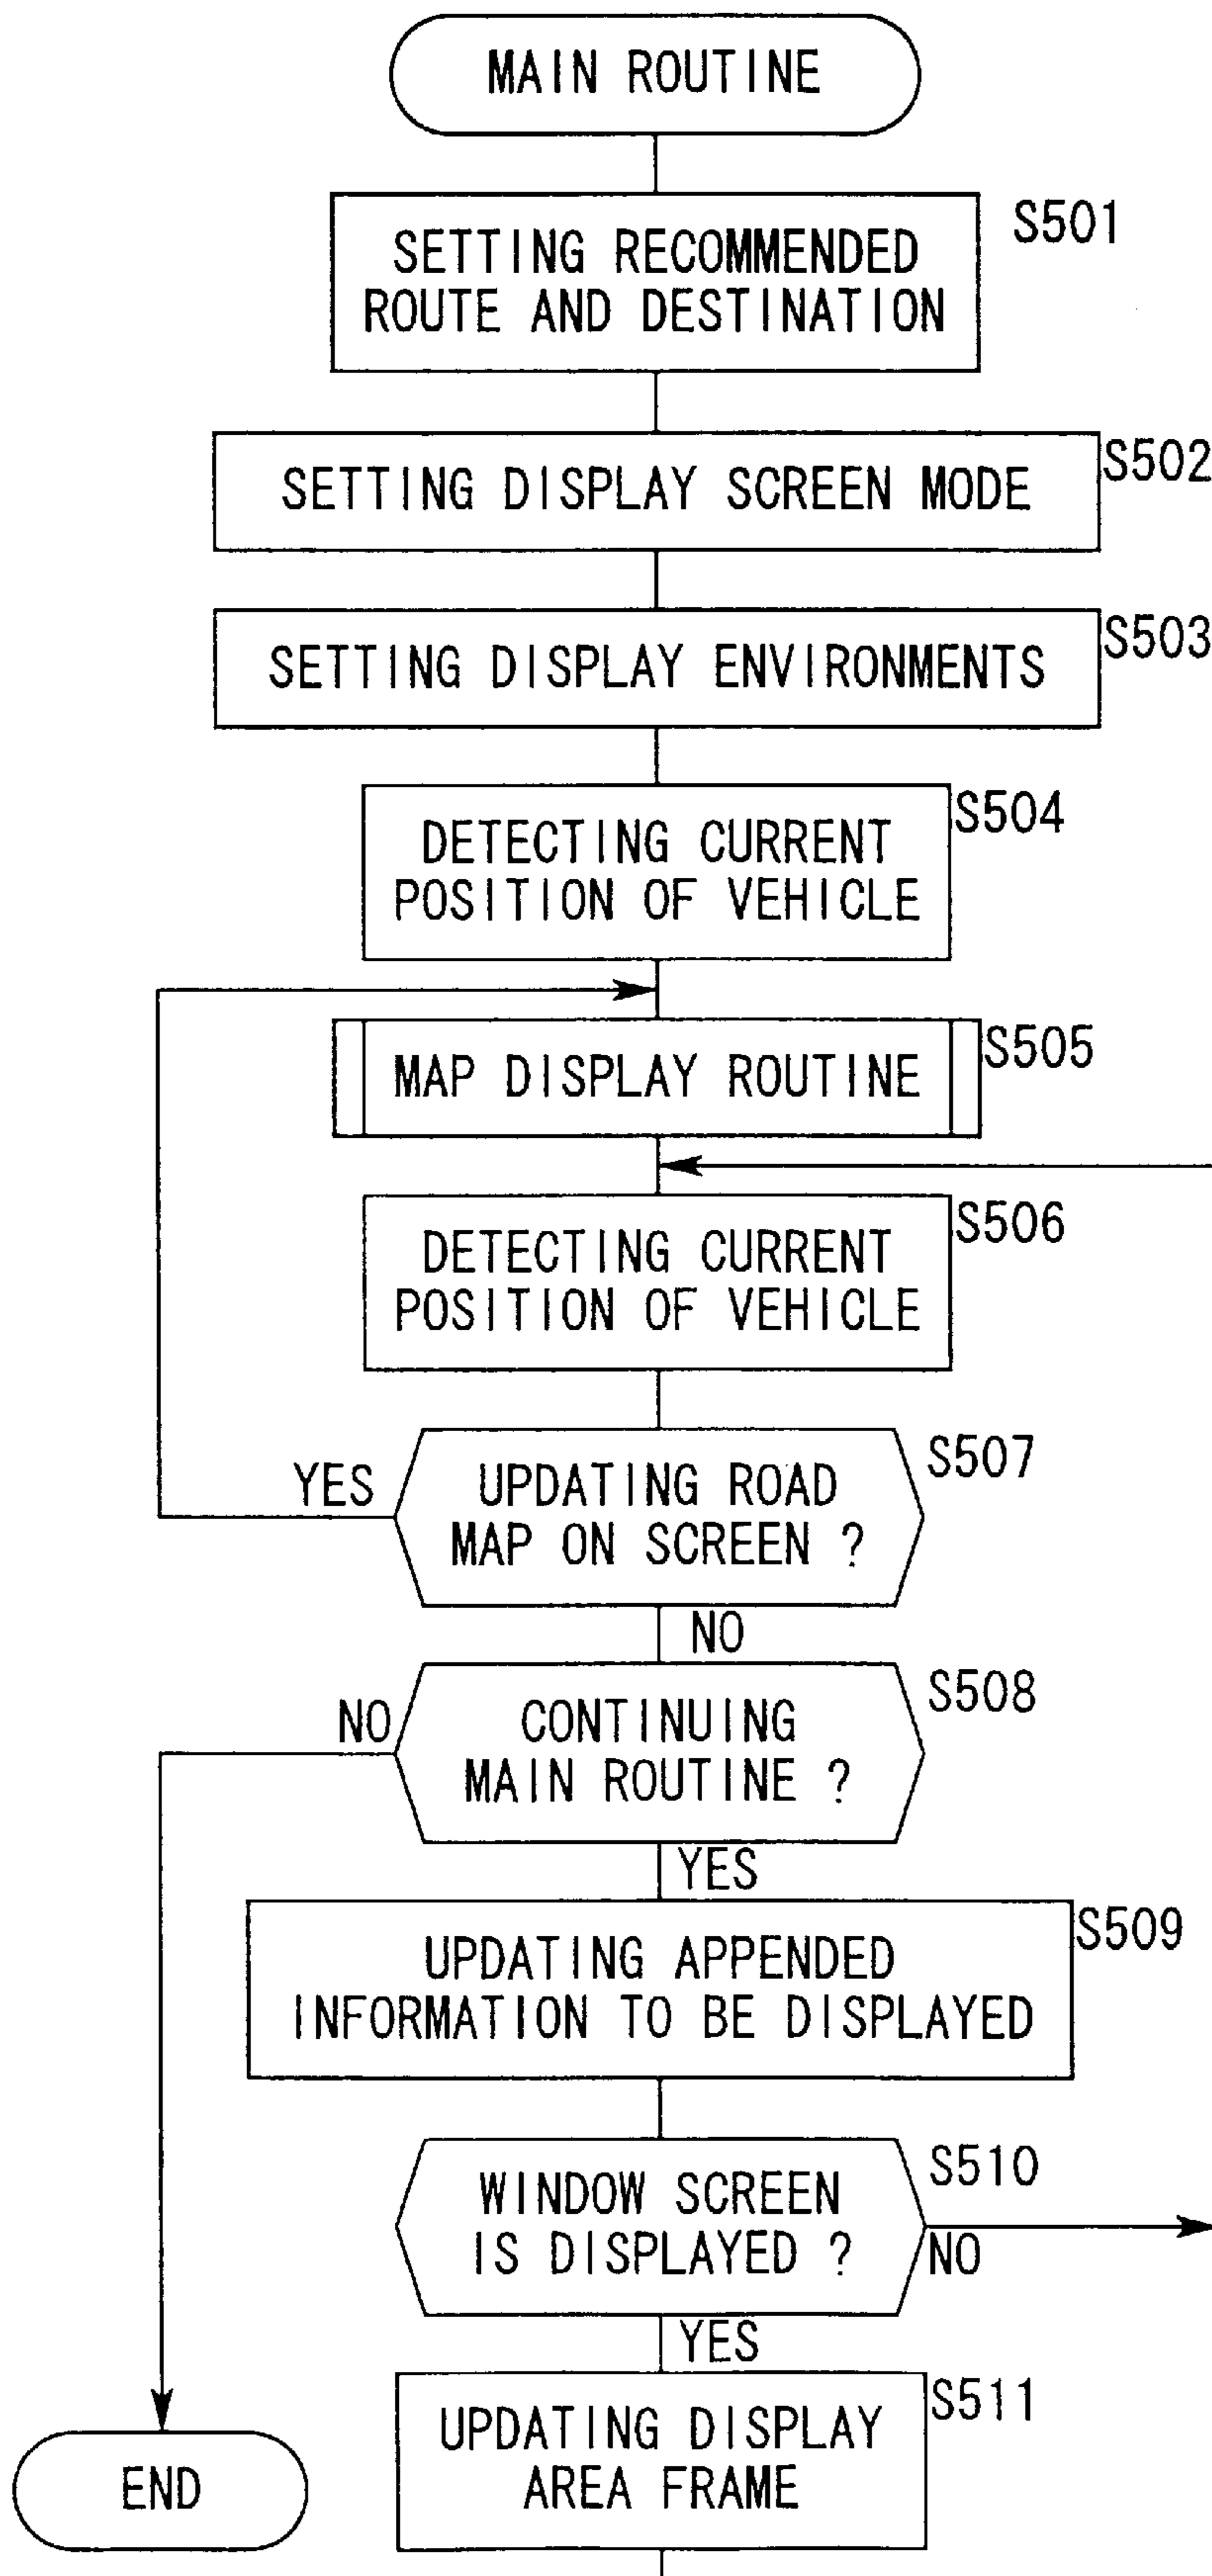 MAIN ROUTINE
S501
SETTING RECOMMENDED
ROUTE AND DESTINATION
S502
SETTING DISPLAY SCREEN MODE
S503
SETTING DISPLAY ENVIRONMENTS
S504
DETECTING CURRENT
POSITION OF VEHICLE
S505
MAP DISPLAY ROUTINE
S506
DETECTING CURRENT
POSITION OF VEHICLE
S507
YES
UPDATING ROAD
MAP ON SCREEN ?
NO
S508
NO
CONTINUING
MAIN ROUTINE ?
YES
S509
UPDATING APPENDED
INFORMATION TO BE DISPLAYED
S510
WINDOW SCREEN
IS DISPLAYED ?
NO
YES
S511
UPDATING DISPLAY
AREA FRAME
END